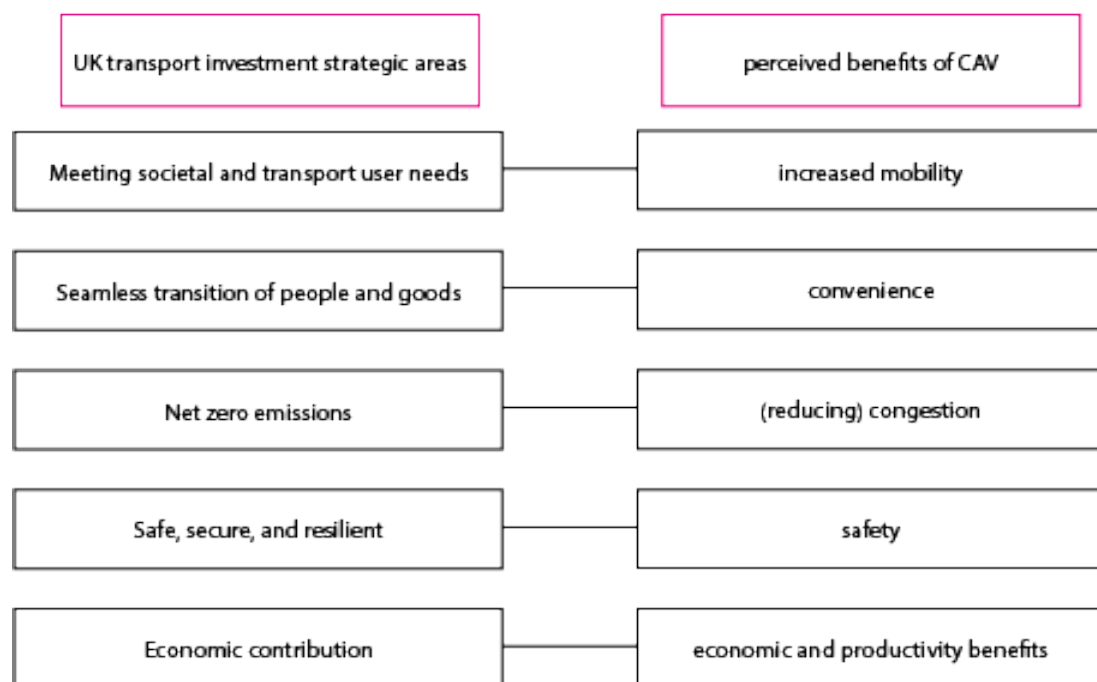 UK transport investment strategic areas
perceived benefits of CAV
Meeting societal and transport user needs
increased mobility
Seamless transition of people and goods
convenience
Net zero emissions
(reducing) congestion
Safe, secure, and resilient
safety
Economic contribution
economic and productivity benefits